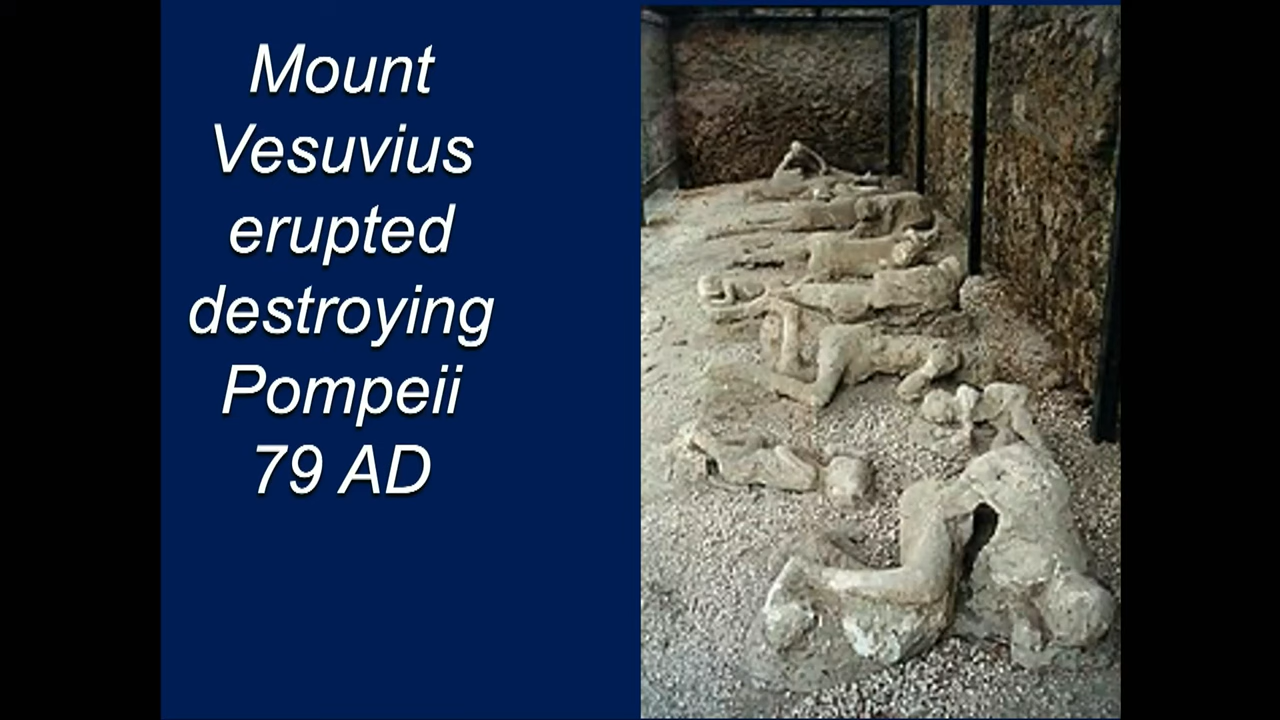 Mount
Vesuvius
erupted
destroying
Pompeii
79 AD